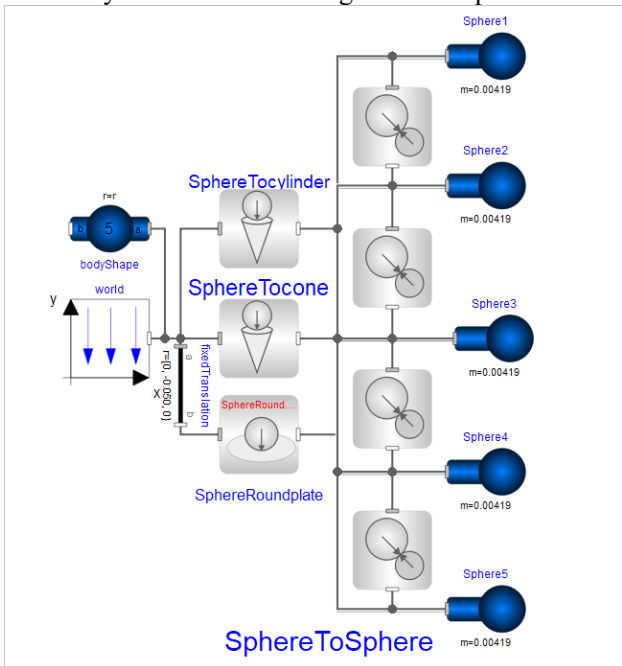 Sphere1
m=0.00419
Sphere2
m=0.00419
SphereTocylinder
r=r
b 5 a
bodyShape
world
y
x
SphereTocone
fixedTranslation
a
r={0, -0.050, 0}
b
Sphere3
m=0.00419
SphereRound...
SphereRoundplate
Sphere4
m=0.00419
Sphere5
m=0.00419
SphereToSphere